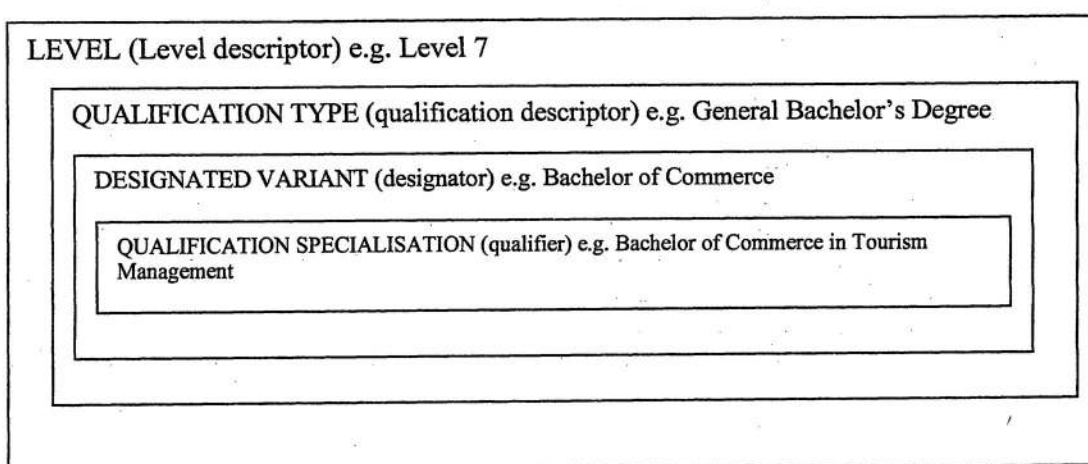 LEVEL (Level descriptor) e.g. Level 7
QUALIFICATION TYPE (qualification descriptor) e.g. General Bachelor's Degree
DESIGNATED VARIANT (designator) e.g. Bachelor of Commerce
QUALIFICATION SPECIALISATION (qualifier) e.g. Bachelor of Commerce in Tourism
Management